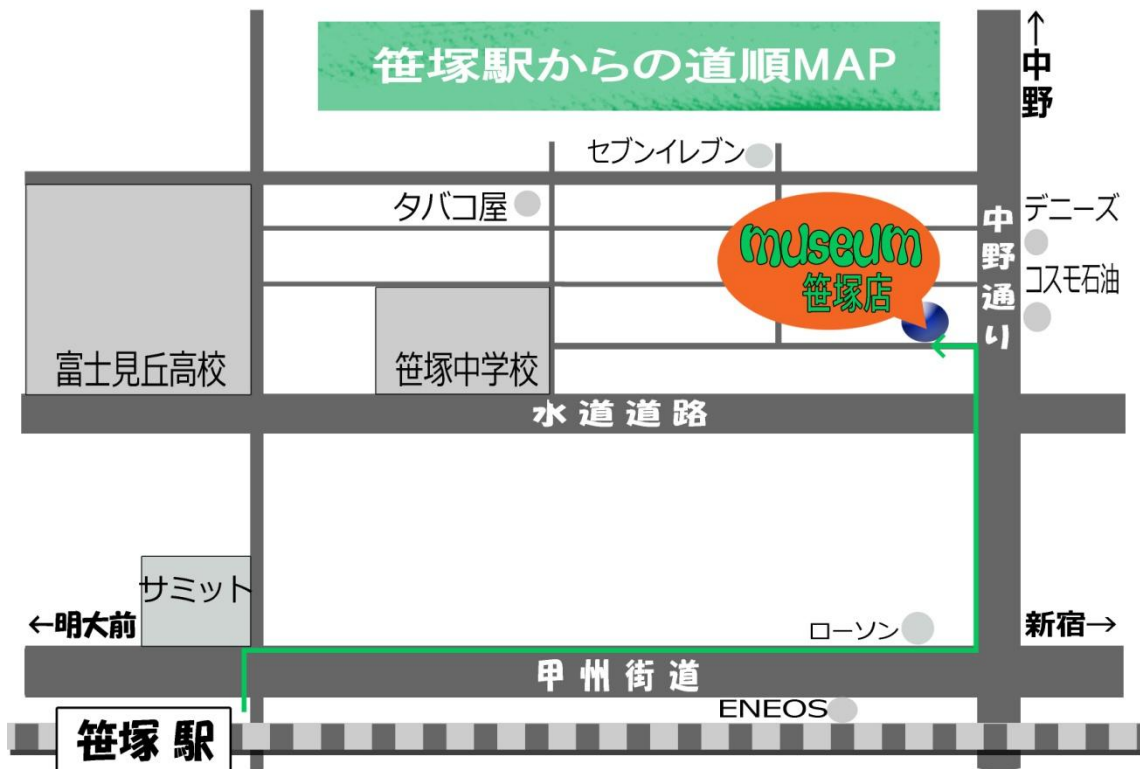 笹塚駅からの道順MAP
↑中野
セブンイレブン
タバコ屋
中野通り
デニーズ
museum
笹塚店
コスモ石油
富士見丘高校
笹塚中学校
水道道路
サミット
←明大前
ローソン
新宿→
甲州街道
ENEOS
笹塚駅